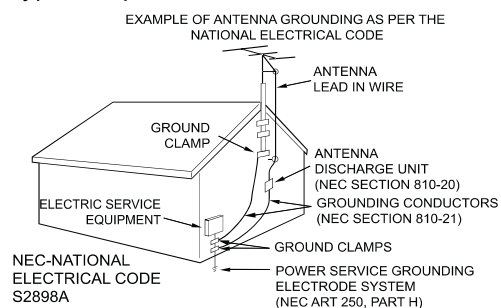 EXAMPLE OF ANTENNA GROUNDING AS PER THE
NATIONAL ELECTRICAL CODE
ANTENNA
LEAD IN WIRE
GROUND
CLAMP
ANTENNA
DISCHARGE UNIT
(NEC SECTION 810-20)
ELECTRIC SERVICE
EQUIPMENT
GROUNDING CONDUCTORS
(NEC SECTION 810-21)
GROUND CLAMPS
NEC-NATIONAL
ELECTRICAL CODE
S2898A
POWER SERVICE GROUNDING
ELECTRODE SYSTEM
(NEC ART 250, PART H)